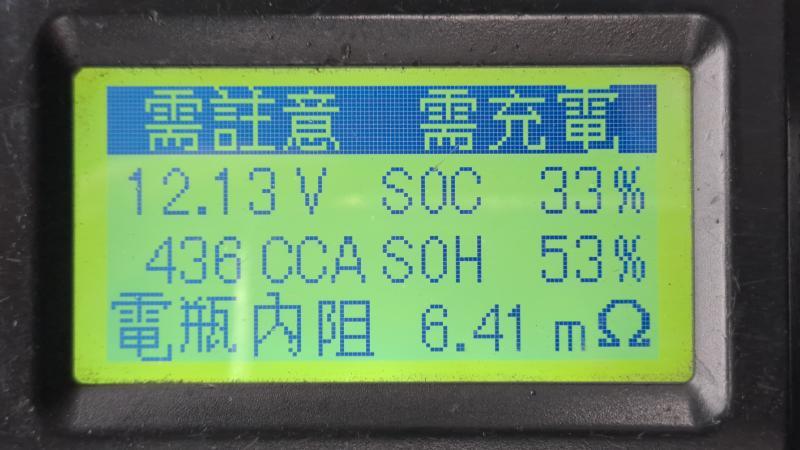 需註意 需充電
12.13V SOC 33%
436 CCA SOH 53%
電瓶內阻 6.41 mΩ